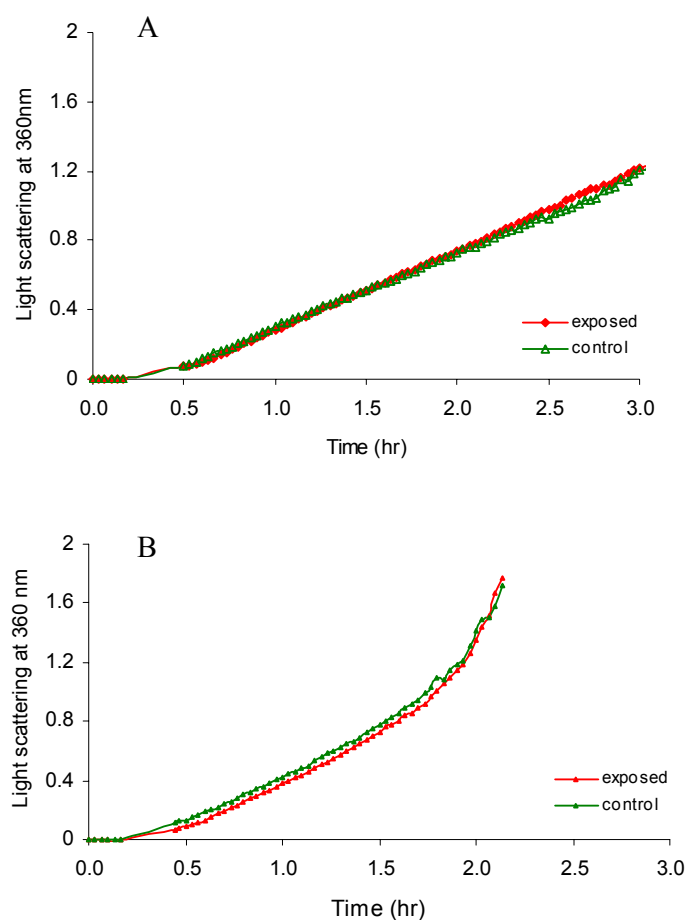 A
Light scattering at 360nm
2
1.6
1.2
0.8
0.4
0
exposed
control
0.0 0.5 1.0 1.5 2.0 2.5 3.0
Time (hr)
B
Light scattering at 360 nm
2
1.6
1.2
0.8
0.4
0
exposed
control
0.0 0.5 1.0 1.5 2.0 2.5 3.0
Time (hr)